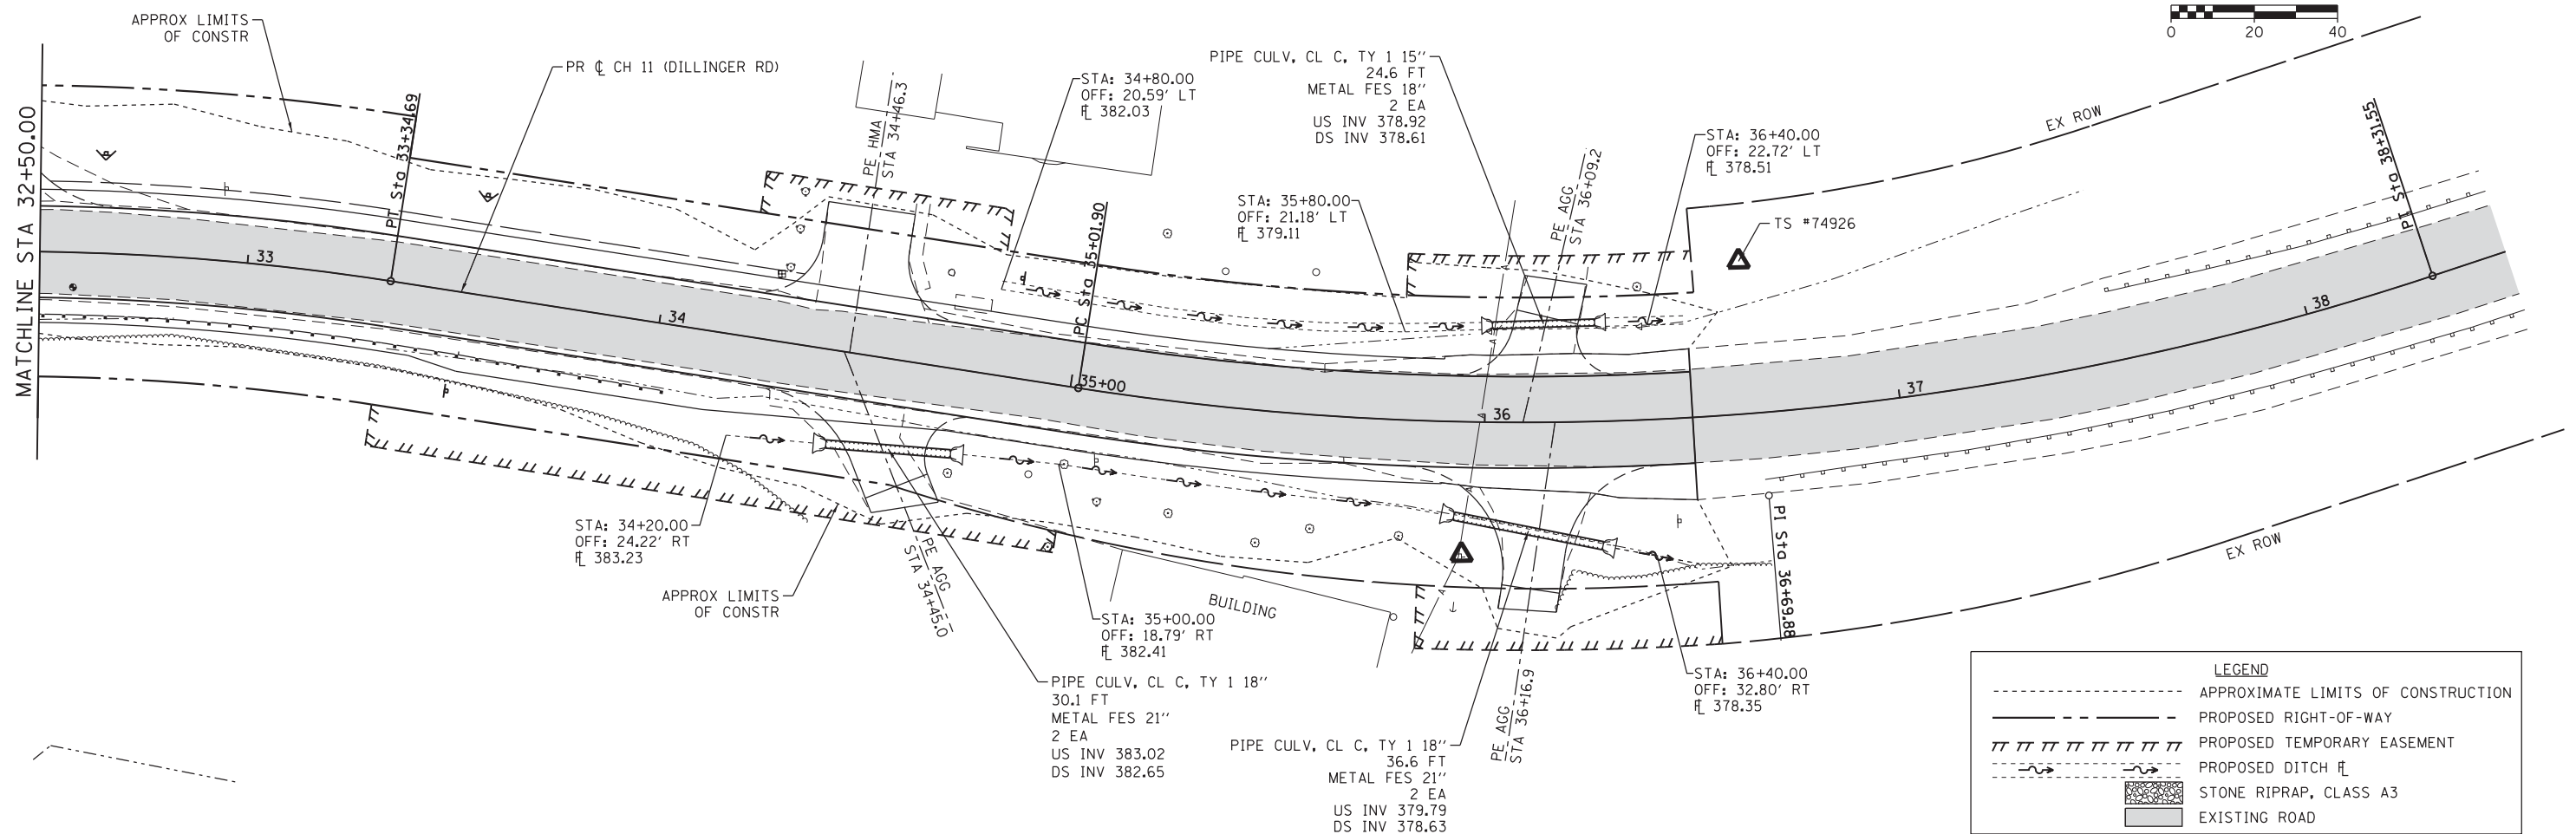 APPROX LIMITS
OF CONSTR
PR ℄ CH 11 (DILLINGER RD)
MATCHLINE STA 32+50.00
PT Sta 33+34.69
PE HMA
STA 34+46.3
STA: 34+80.00
OFF: 20.59' LT
FL 382.03
PIPE CULV, CL C, TY 1 15''
24.6 FT
METAL FES 18''
2 EA
US INV 378.92
DS INV 378.61
STA: 35+80.00
OFF: 21.18' LT
FL 379.11
PE AGG
STA 36+09.2
STA: 36+40.00
OFF: 22.72' LT
FL 378.51
TS #74926
EX ROW
0 20 40
PT Sta 38+31.55
PC Sta 35+01.90
33
34
35+00
36
37
38
STA: 34+20.00
OFF: 24.22' RT
FL 383.23
APPROX LIMITS
OF CONSTR
PE AGG
STA 34+45.0
STA: 35+00.00
OFF: 18.79' RT
FL 382.41
BUILDING
PIPE CULV, CL C, TY 1 18''
30.1 FT
METAL FES 21''
2 EA
US INV 383.02
DS INV 382.65
PIPE CULV, CL C, TY 1 18''
36.6 FT
METAL FES 21''
2 EA
US INV 379.79
DS INV 378.63
PE AGG
STA 36+16.9
STA: 36+40.00
OFF: 32.80' RT
FL 378.35
PI Sta 36+69.88
EX ROW
LEGEND
APPROXIMATE LIMITS OF CONSTRUCTION
PROPOSED RIGHT-OF-WAY
PROPOSED TEMPORARY EASEMENT
PROPOSED DITCH FL
STONE RIPRAP, CLASS A3
EXISTING ROAD